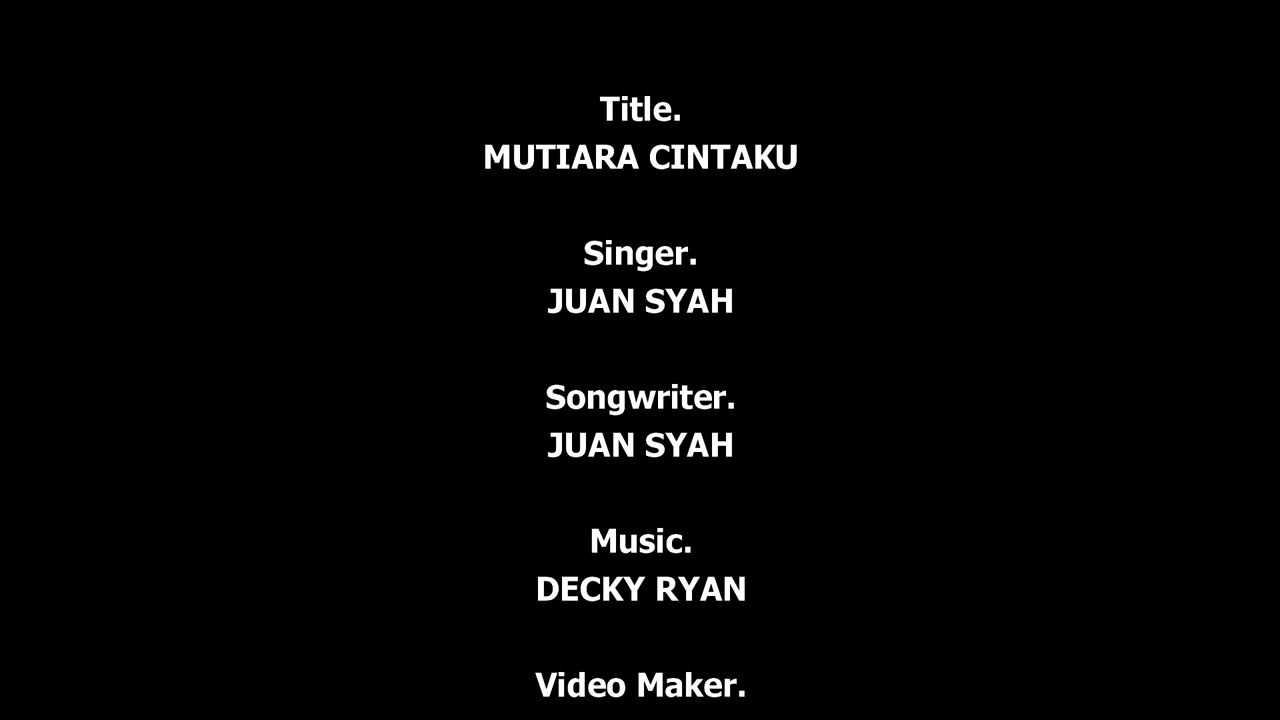 Title.
MUTIARA CINTAKU
Singer.
JUAN SYAH
Songwriter.
JUAN SYAH
Music.
DECKY RYAN
Video Maker.